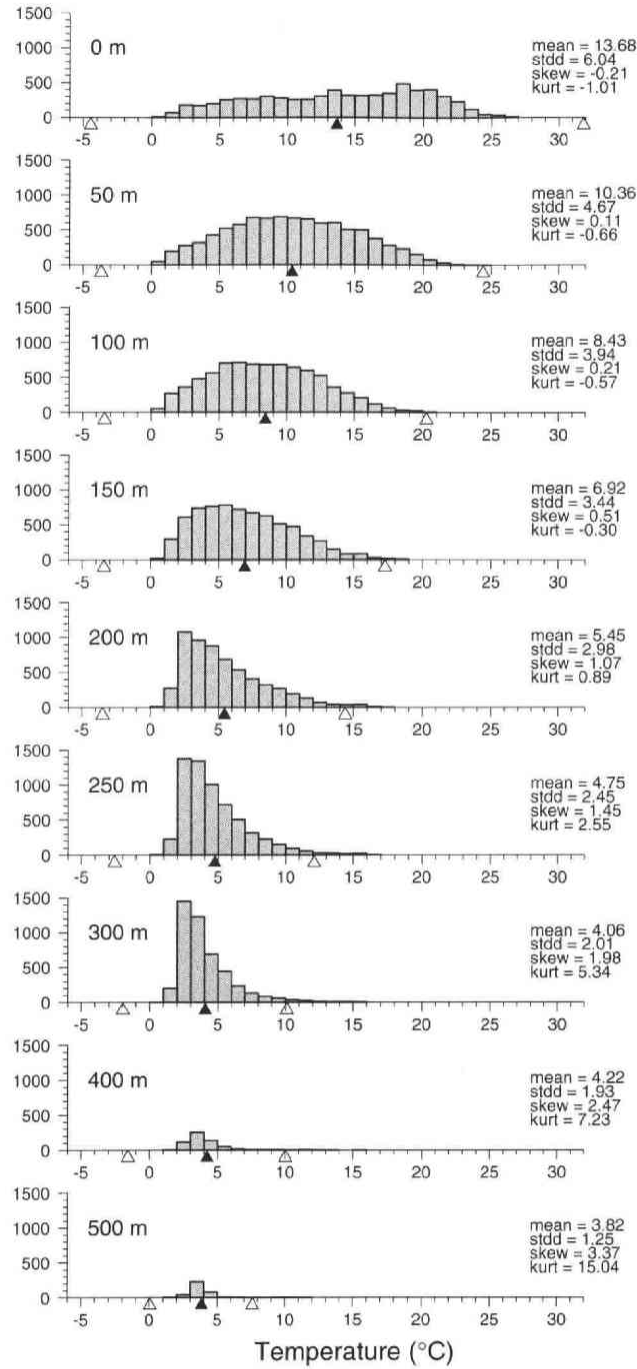 1500
1000
500
0
0 m
mean = 13.68
stdd = 6.04
skew = -0.21
kurt = -1.01
-5 0 5 10 15 20 25 30
1500
1000
500
0
50 m
mean = 10.36
stdd = 4.67
skew = 0.11
kurt = -0.66
-5 0 5 10 15 20 25 30
1500
1000
500
0
100 m
mean = 8.43
stdd = 3.94
skew = 0.21
kurt = -0.57
-5 0 5 10 15 20 25 30
1500
1000
500
0
150 m
mean = 6.92
stdd = 3.44
skew = 0.51
kurt = -0.30
-5 0 5 10 15 20 25 30
1500
1000
500
0
200 m
mean = 5.45
stdd = 2.98
skew = 1.07
kurt = 0.89
-5 0 5 10 15 20 25 30
1500
1000
500
0
250 m
mean = 4.75
stdd = 2.45
skew = 1.45
kurt = 2.55
-5 0 5 10 15 20 25 30
1500
1000
500
0
300 m
mean = 4.06
stdd = 2.01
skew = 1.98
kurt = 5.34
-5 0 5 10 15 20 25 30
1500
1000
500
0
400 m
mean = 4.22
stdd = 1.93
skew = 2.47
kurt = 7.23
-5 0 5 10 15 20 25 30
1500
1000
500
0
500 m
mean = 3.82
stdd = 1.25
skew = 3.37
kurt = 15.04
-5 0 5 10 15 20 25 30
Temperature (°C)